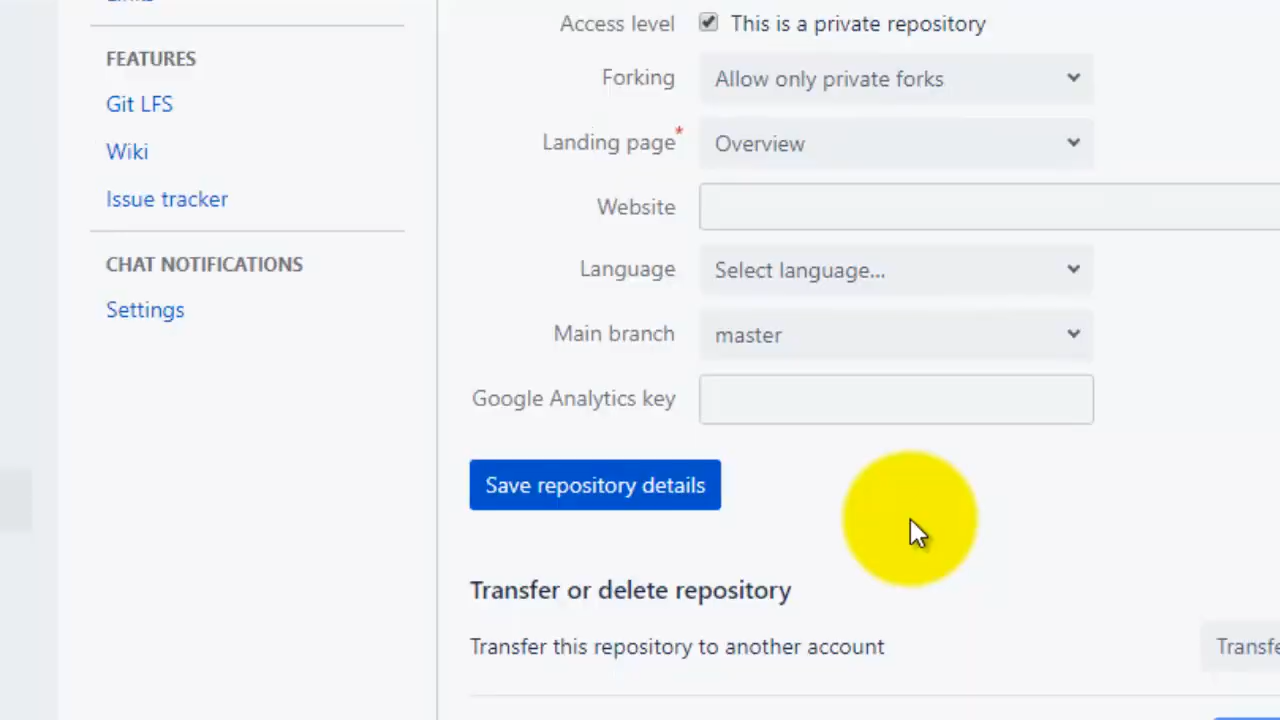 FEATURES
Git LFS
Wiki
Issue tracker
CHAT NOTIFICATIONS
Settings
Access level This is a private repository
Forking Allow only private forks
Landing page* Overview
Website
Language Select language...
Main branch master
Google Analytics key
Save repository details
Transfer or delete repository
Transfer this repository to another account